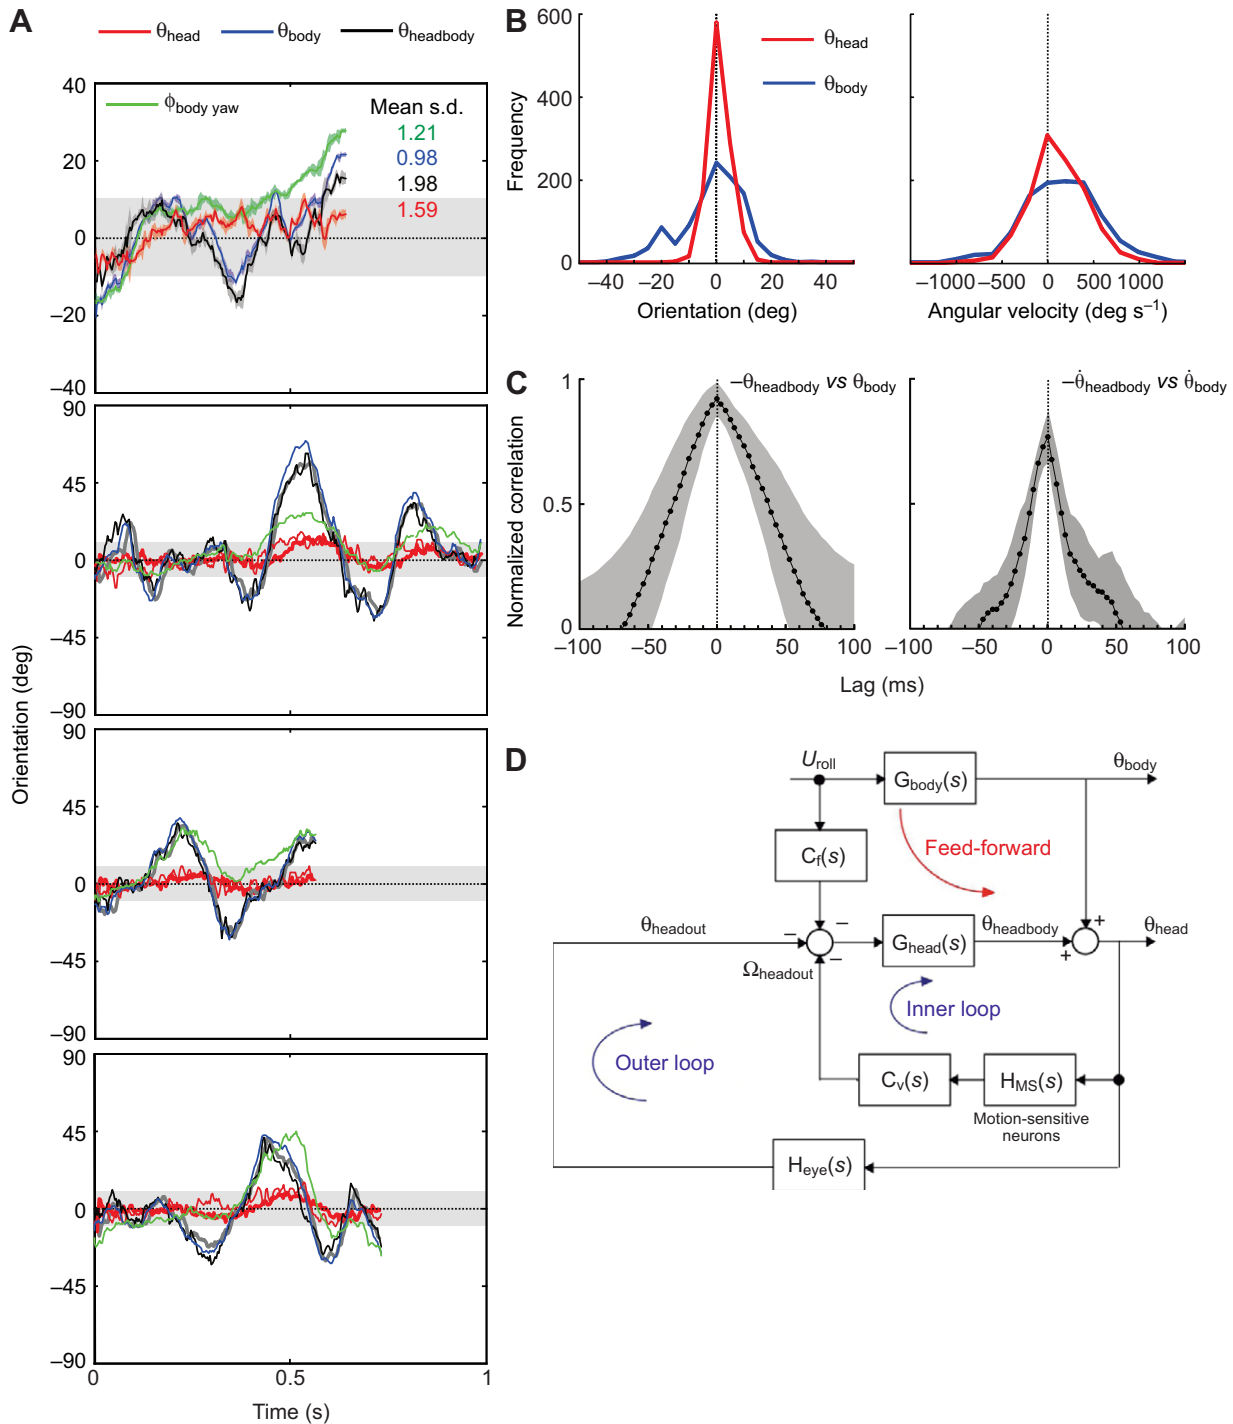 A
θhead θbody θheadbody
ϕbody yaw
Mean s.d.
1.21
0.98
1.98
1.59
40
20
0
–20
–40
90
45
0
–45
–90
90
45
0
–45
–90
90
45
0
–45
–90
Orientation (deg)
0 0.5 1
Time (s)
B
θhead
θbody
Frequency
600
400
200
0
–40 –20 0 20 40
Orientation (deg)
–1000 –500 0 500 1000
Angular velocity (deg s–1)
C
–θheadbody vs θbody
–θ̇headbody vs θ̇body
Normalized correlation
1
0.5
0
–100 –50 0 50 100
–100 –50 0 50 100
Lag (ms)
D
Uroll
Gbody(s)
θbody
Cf(s)
Feed-forward
θheadout
– –
–
Ghead(s)
θheadbody
+
+
θhead
Ωheadout
Inner loop
Outer loop
Cv(s)
HMS(s)
Motion-sensitive
neurons
Heye(s)